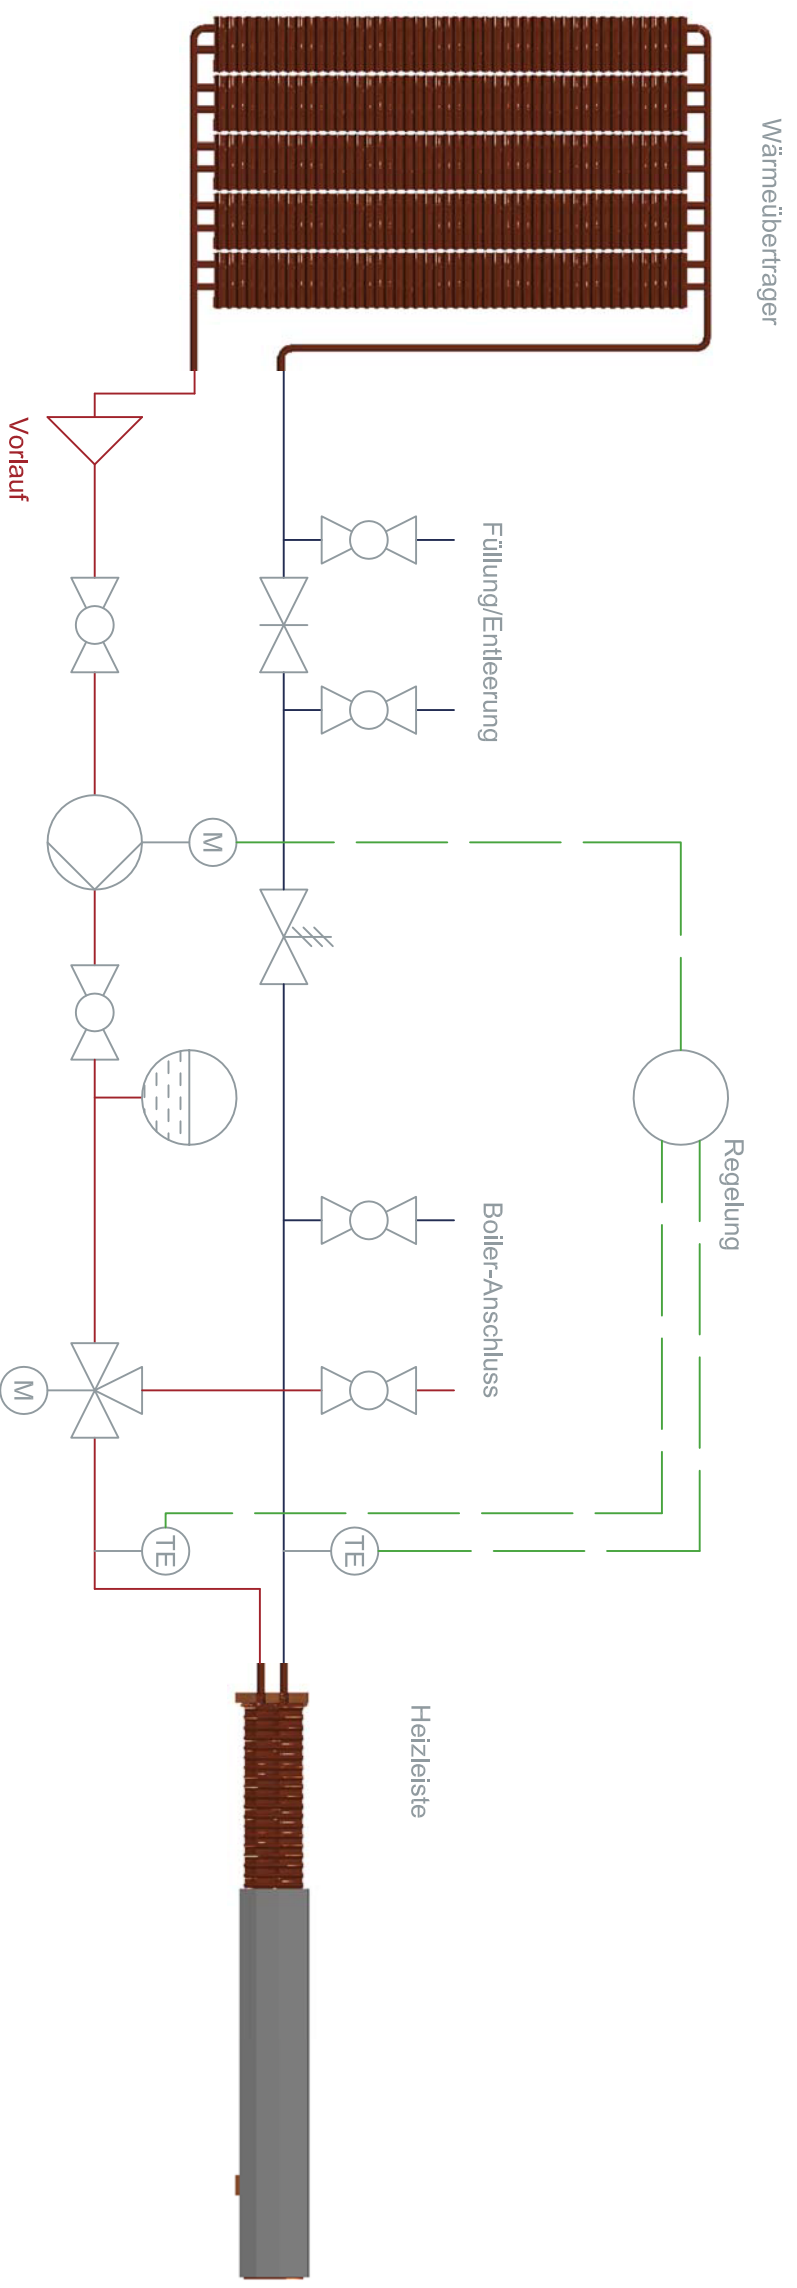 Wärmeübertrager
Vorlauf
Füllung/Entleerung
M
Regelung
Boiler-Anschluss
M
TE
TE
Heizleiste